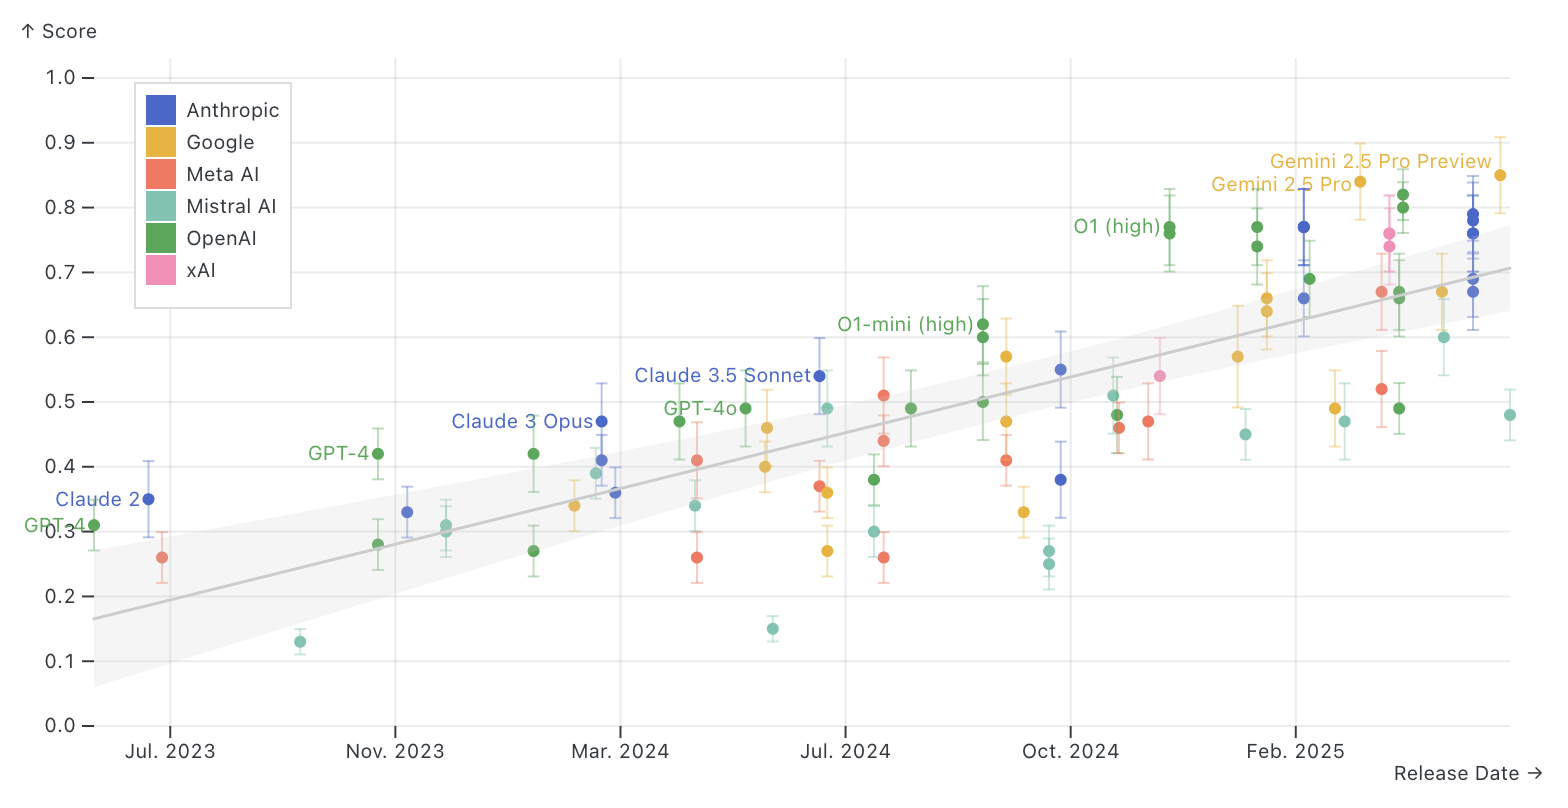 ↑ Score
1.0
0.9
0.8
0.7
0.6
0.5
0.4
0.3
0.2
0.1
0.0
Anthropic
Google
Meta AI
Mistral AI
OpenAI
xAI
Gemini 2.5 Pro Preview
Gemini 2.5 Pro
O1 (high)
O1-mini (high)
Claude 3.5 Sonnet
GPT-4o
Claude 3 Opus
GPT-4
Claude 2
GPT-4
Jul. 2023
Nov. 2023
Mar. 2024
Jul. 2024
Oct. 2024
Feb. 2025
Release Date →